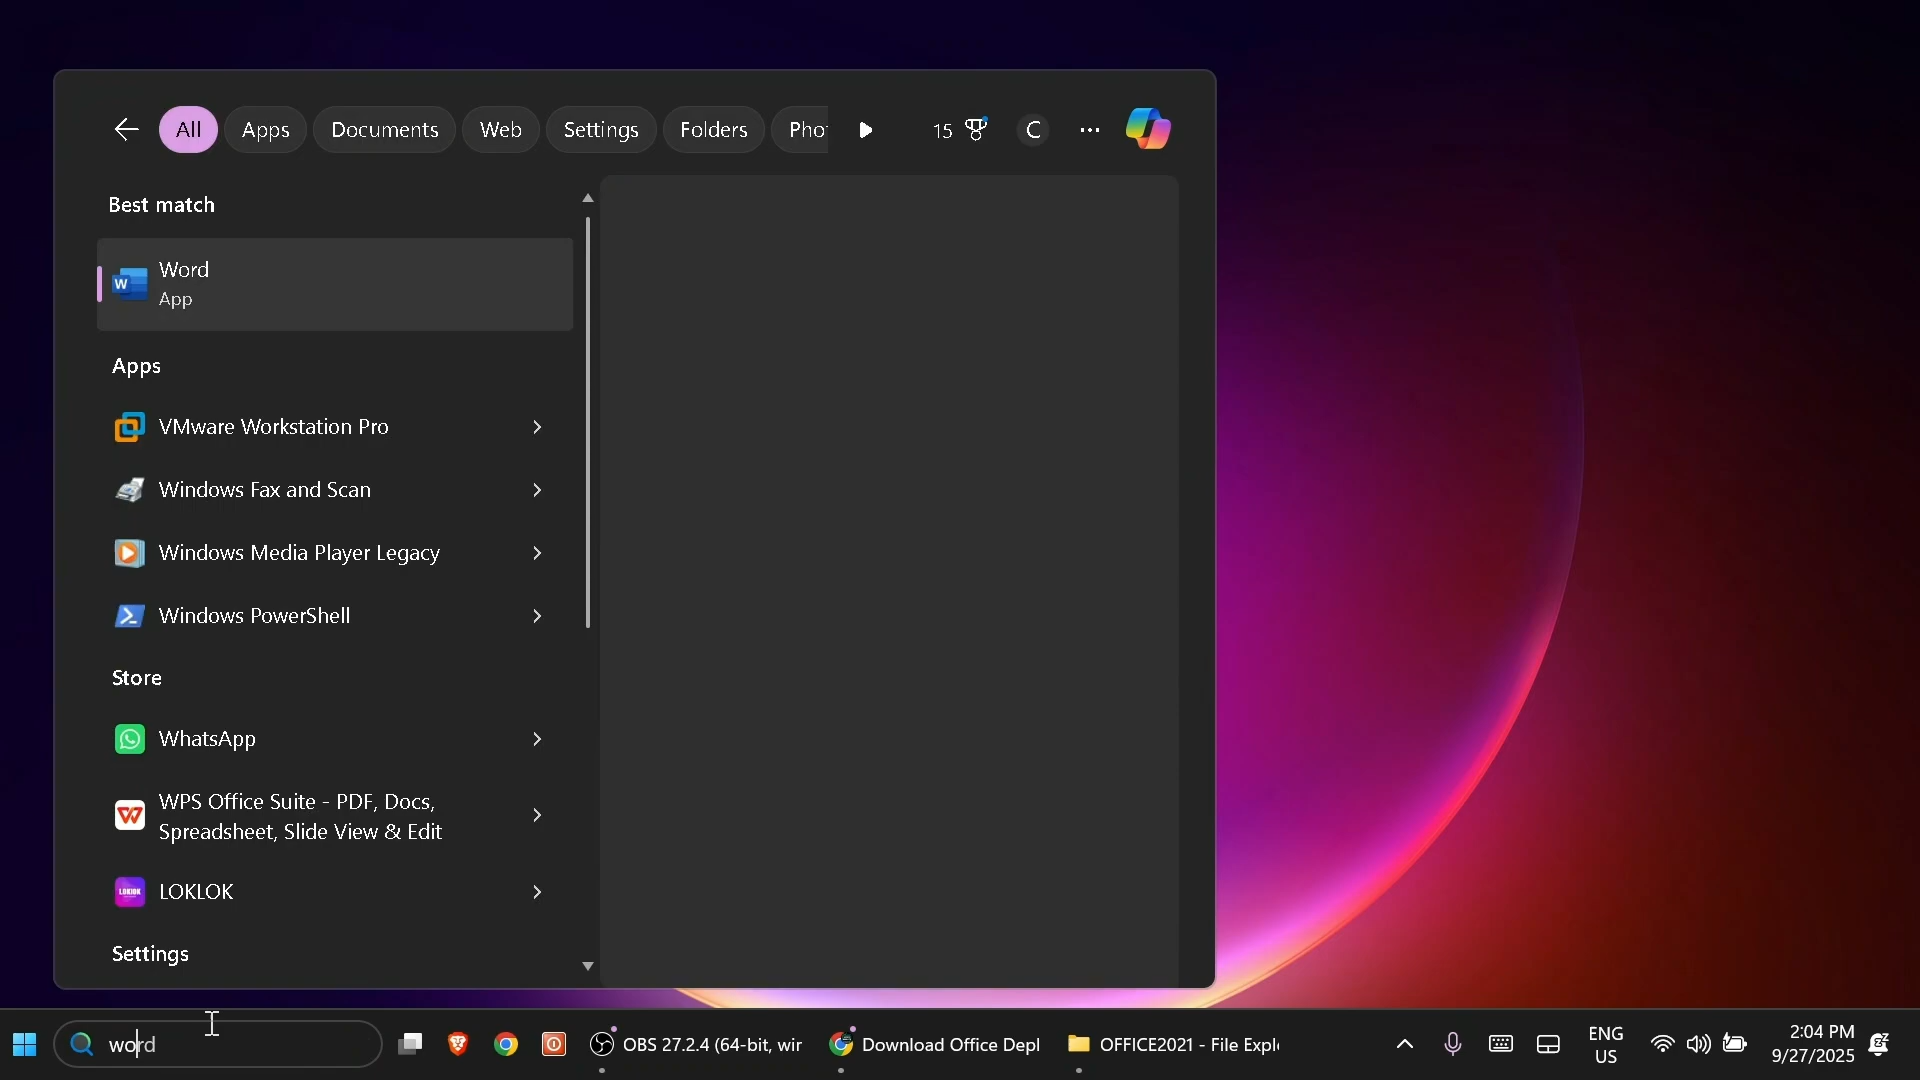 All
Apps
Documents
Web
Settings
Folders
Pho
15
C
Best match
Word
App
Apps
VMware Workstation Pro
Windows Fax and Scan
Windows Media Player Legacy
Windows PowerShell
Store
WhatsApp
WPS Office Suite - PDF, Docs,
Spreadsheet, Slide View & Edit
LOKLOK
Settings
word
OBS 27.2.4 (64-bit, wir
Download Office Depl
OFFICE2021 - File Expl
ENG
US
2:04 PM
9/27/2025